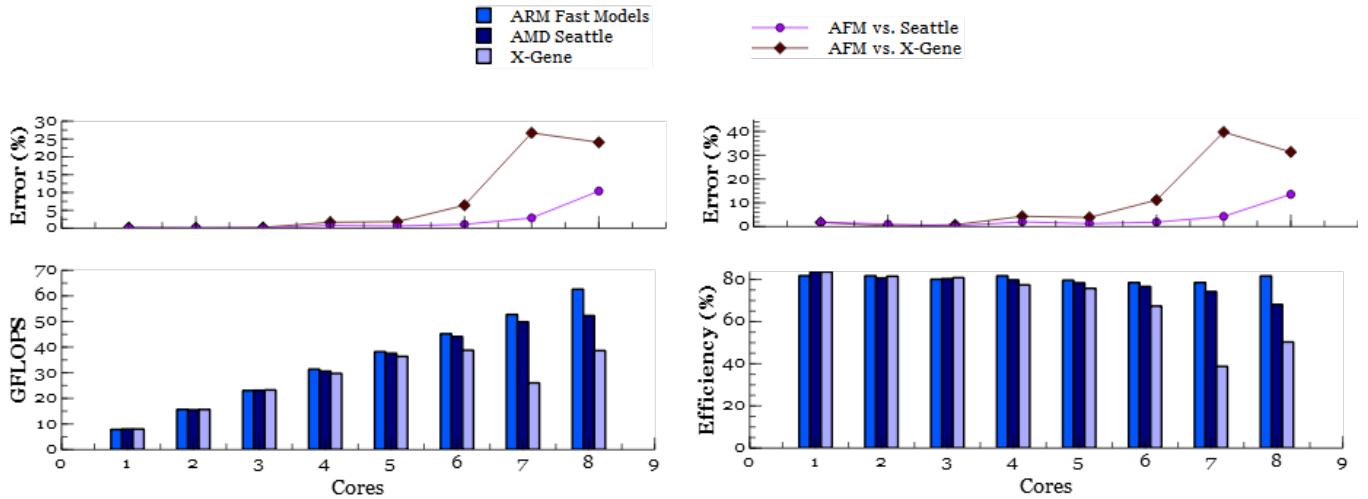 ARM Fast Models
AMD Seattle
X-Gene
AFM vs. Seattle
AFM vs. X-Gene
Error (%)
30
25
20
15
10
5
0
Error (%)
40
30
20
10
0
GFLOPS
70
60
50
40
30
20
10
0
0 1 2 3 4 5 6 7 8 9
Cores
Efficiency (%)
80
60
40
20
0
0 1 2 3 4 5 6 7 8 9
Cores